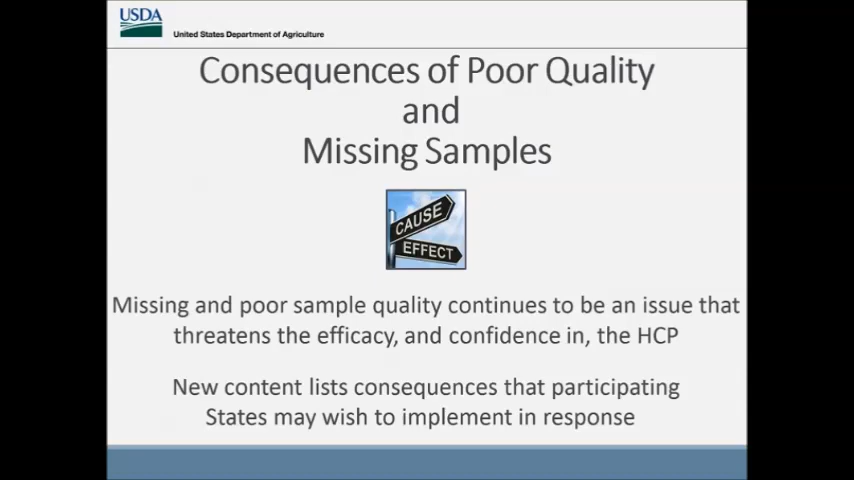 USDA
United States Department of Agriculture
Consequences of Poor Quality
and
Missing Samples
CAUSE
EFFECT
Missing and poor sample quality continues to be an issue that
threatens the efficacy, and confidence in, the HCP
New content lists consequences that participating
States may wish to implement in response